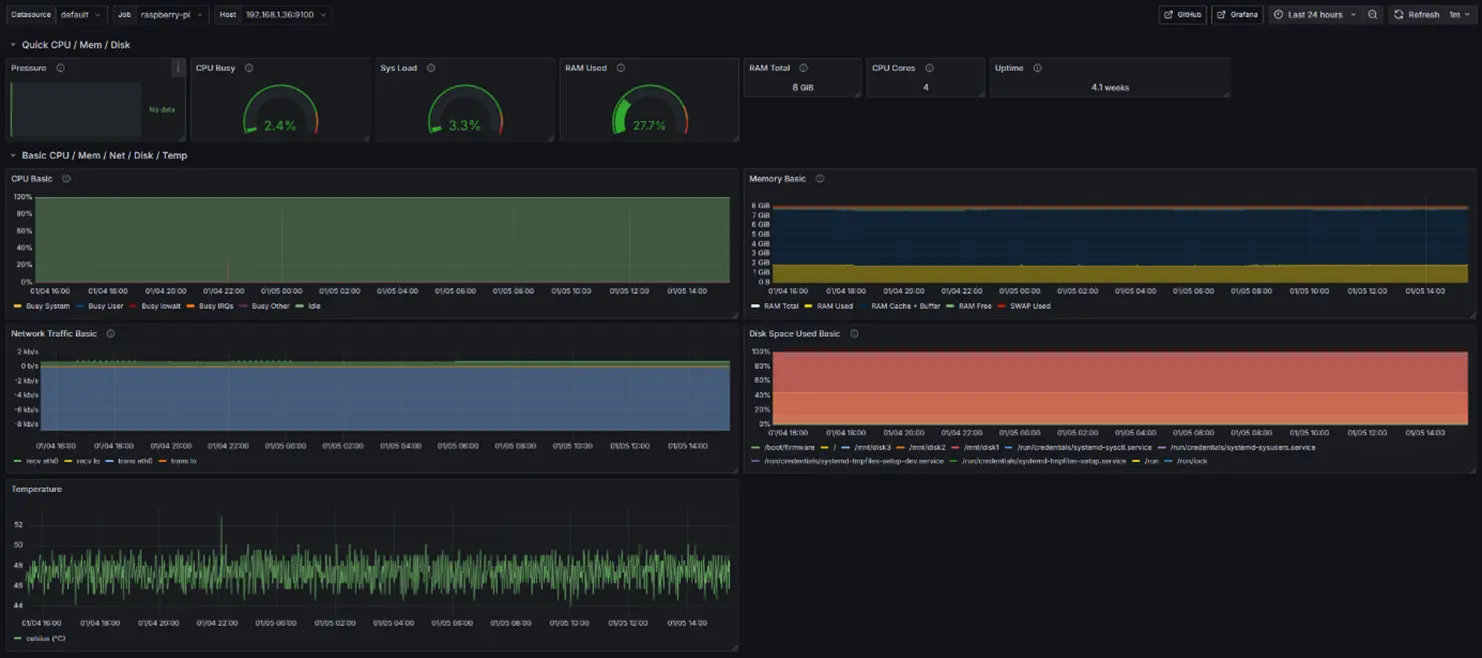 Datasource default Job raspberry-pi Host 192.168.1.36:9100 GitHub Grafana Last 24 hours Refresh 1m
Quick CPU / Mem / Disk
Pressure CPU Busy Sys Load RAM Used RAM Total CPU Cores Uptime
8 GiB 4 4.1 weeks
No data
2.4% 3.3% 27.7%
Basic CPU / Mem / Net / Disk / Temp
CPU Basic
100%
80%
60%
40%
20%
0%
01/04 16:00 01/04 18:00 01/04 20:00 01/04 22:00 01/05 00:00 01/05 02:00 01/05 04:00 01/05 06:00 01/05 08:00 01/05 10:00 01/05 12:00 01/05 14:00
Busy System Busy User Busy Iowait Busy IRQs Busy Other Idle
Memory Basic
8 GiB
7 GiB
6 GiB
5 GiB
4 GiB
3 GiB
2 GiB
1 GiB
0 B
01/04 16:00 01/04 18:00 01/04 20:00 01/04 22:00 01/05 00:00 01/05 02:00 01/05 04:00 01/05 06:00 01/05 08:00 01/05 10:00 01/05 12:00 01/05 14:00
RAM Total RAM Used RAM Cache + Buffer RAM Free SWAP Used
Network Traffic Basic
2 kb/s
0 b/s
-2 kb/s
-4 kb/s
-6 kb/s
-8 kb/s
01/04 16:00 01/04 18:00 01/04 20:00 01/04 22:00 01/05 00:00 01/05 02:00 01/05 04:00 01/05 06:00 01/05 08:00 01/05 10:00 01/05 12:00 01/05 14:00
recv eth0 recv lo trans eth0 trans lo
Disk Space Used Basic
100%
80%
60%
40%
20%
0%
01/04 16:00 01/04 18:00 01/04 20:00 01/04 22:00 01/05 00:00 01/05 02:00 01/05 04:00 01/05 06:00 01/05 08:00 01/05 10:00 01/05 12:00 01/05 14:00
/boot/firmware / /mnt/disk3 /mnt/disk2 /mnt/disk1 /run/credentials/systemd-sysctl.service /run/credentials/systemd-sysusers.service
/run/credentials/systemd-tmpfiles-setup-dev.service /run/credentials/systemd-tmpfiles-setup.service /run /run/lock
Temperature
52
50
48
46
44
01/04 16:00 01/04 18:00 01/04 20:00 01/04 22:00 01/05 00:00 01/05 02:00 01/05 04:00 01/05 06:00 01/05 08:00 01/05 10:00 01/05 12:00 01/05 14:00
celsius (°C)